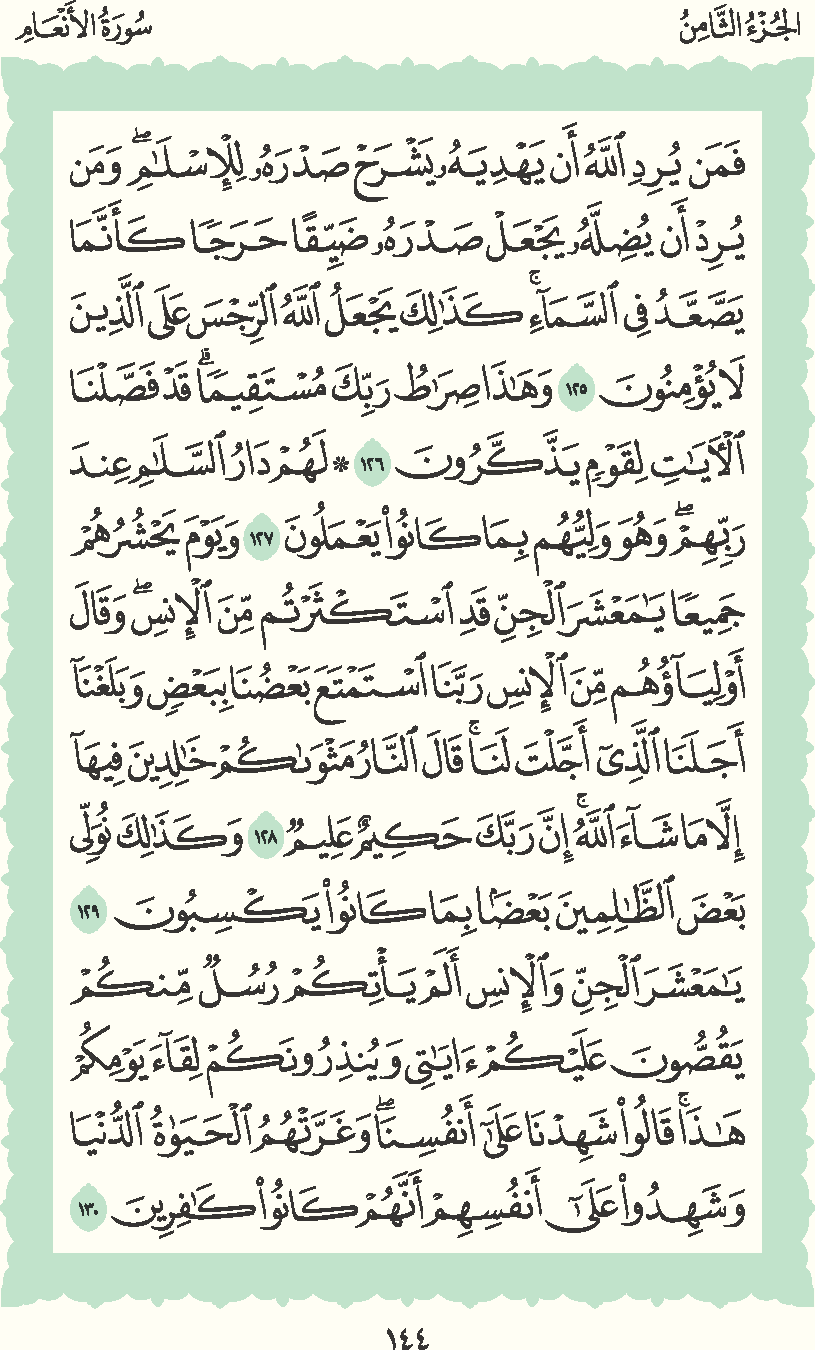 الجُزْءُ الثَّامِنُ
سُورَةُ الأَنْعَامِ
فَمَن يُرِدِ ٱللَّهُ أَن يَهْدِيَهُۥ يَشْرَحْ صَدْرَهُۥ لِلْإِسْلَٰمِۖ وَمَن
يُرِدْ أَن يُضِلَّهُۥ يَجْعَلْ صَدْرَهُۥ ضَيِّقًا حَرَجًا كَأَنَّمَا
يَصَّعَّدُ فِي ٱلسَّمَآءِۚ كَذَٰلِكَ يَجْعَلُ ٱللَّهُ ٱلرِّجْسَ عَلَى ٱلَّذِينَ
لَا يُؤْمِنُونَ ١٢٥ وَهَٰذَا صِرَٰطُ رَبِّكَ مُسْتَقِيمًاۗ قَدْ فَصَّلْنَا
ٱلْأٓيَٰتِ لِقَوْمٍ يَذَّكَّرُونَ ١٢٦ ۞ لَهُمْ دَارُ ٱلسَّلَٰمِ عِندَ
رَبِّهِمْۖ وَهُوَ وَلِيُّهُم بِمَا كَانُوا۟ يَعْمَلُونَ ١٢٧ وَيَوْمَ يَحْشُرُهُمْ
جَمِيعًا يَٰمَعْشَرَ ٱلْجِنِّ قَدِ ٱسْتَكْثَرْتُم مِّنَ ٱلْإِنسِۖ وَقَالَ
أَوْلِيَآؤُهُم مِّنَ ٱلْإِنسِ رَبَّنَا ٱسْتَمْتَعَ بَعْضُنَا بِبَعْضٍ وَبَلَغْنَآ
أَجَلَنَا ٱلَّذِيٓ أَجَّلْتَ لَنَاۚ قَالَ ٱلنَّارُ مَثْوَىٰكُمْ خَٰلِدِينَ فِيهَآ
إِلَّا مَا شَآءَ ٱللَّهُۚ إِنَّ رَبَّكَ حَكِيمٌ عَلِيمٌ ١٢٨ وَكَذَٰلِكَ نُوَلِّي
بَعْضَ ٱلظَّٰلِمِينَ بَعْضًۢا بِمَا كَانُوا۟ يَكْسِبُونَ ١٢٩
يَٰمَعْشَرَ ٱلْجِنِّ وَٱلْإِنسِ أَلَمْ يَأْتِكُمْ رُسُلٌ مِّنكُمْ
يَقُصُّونَ عَلَيْكُمْ ءَايَٰتِي وَيُنذِرُونَكُمْ لِقَآءَ يَوْمِكُمْ
هَٰذَاۚ قَالُوا۟ شَهِدْنَا عَلَىٰٓ أَنفُسِنَاۖ وَغَرَّتْهُمُ ٱلْحَيَوٰةُ ٱلدُّنْيَا
وَشَهِدُوا۟ عَلَىٰٓ أَنفُسِهِمْ أَنَّهُمْ كَانُوا۟ كَٰفِرِينَ ١٣٠
١٤٤